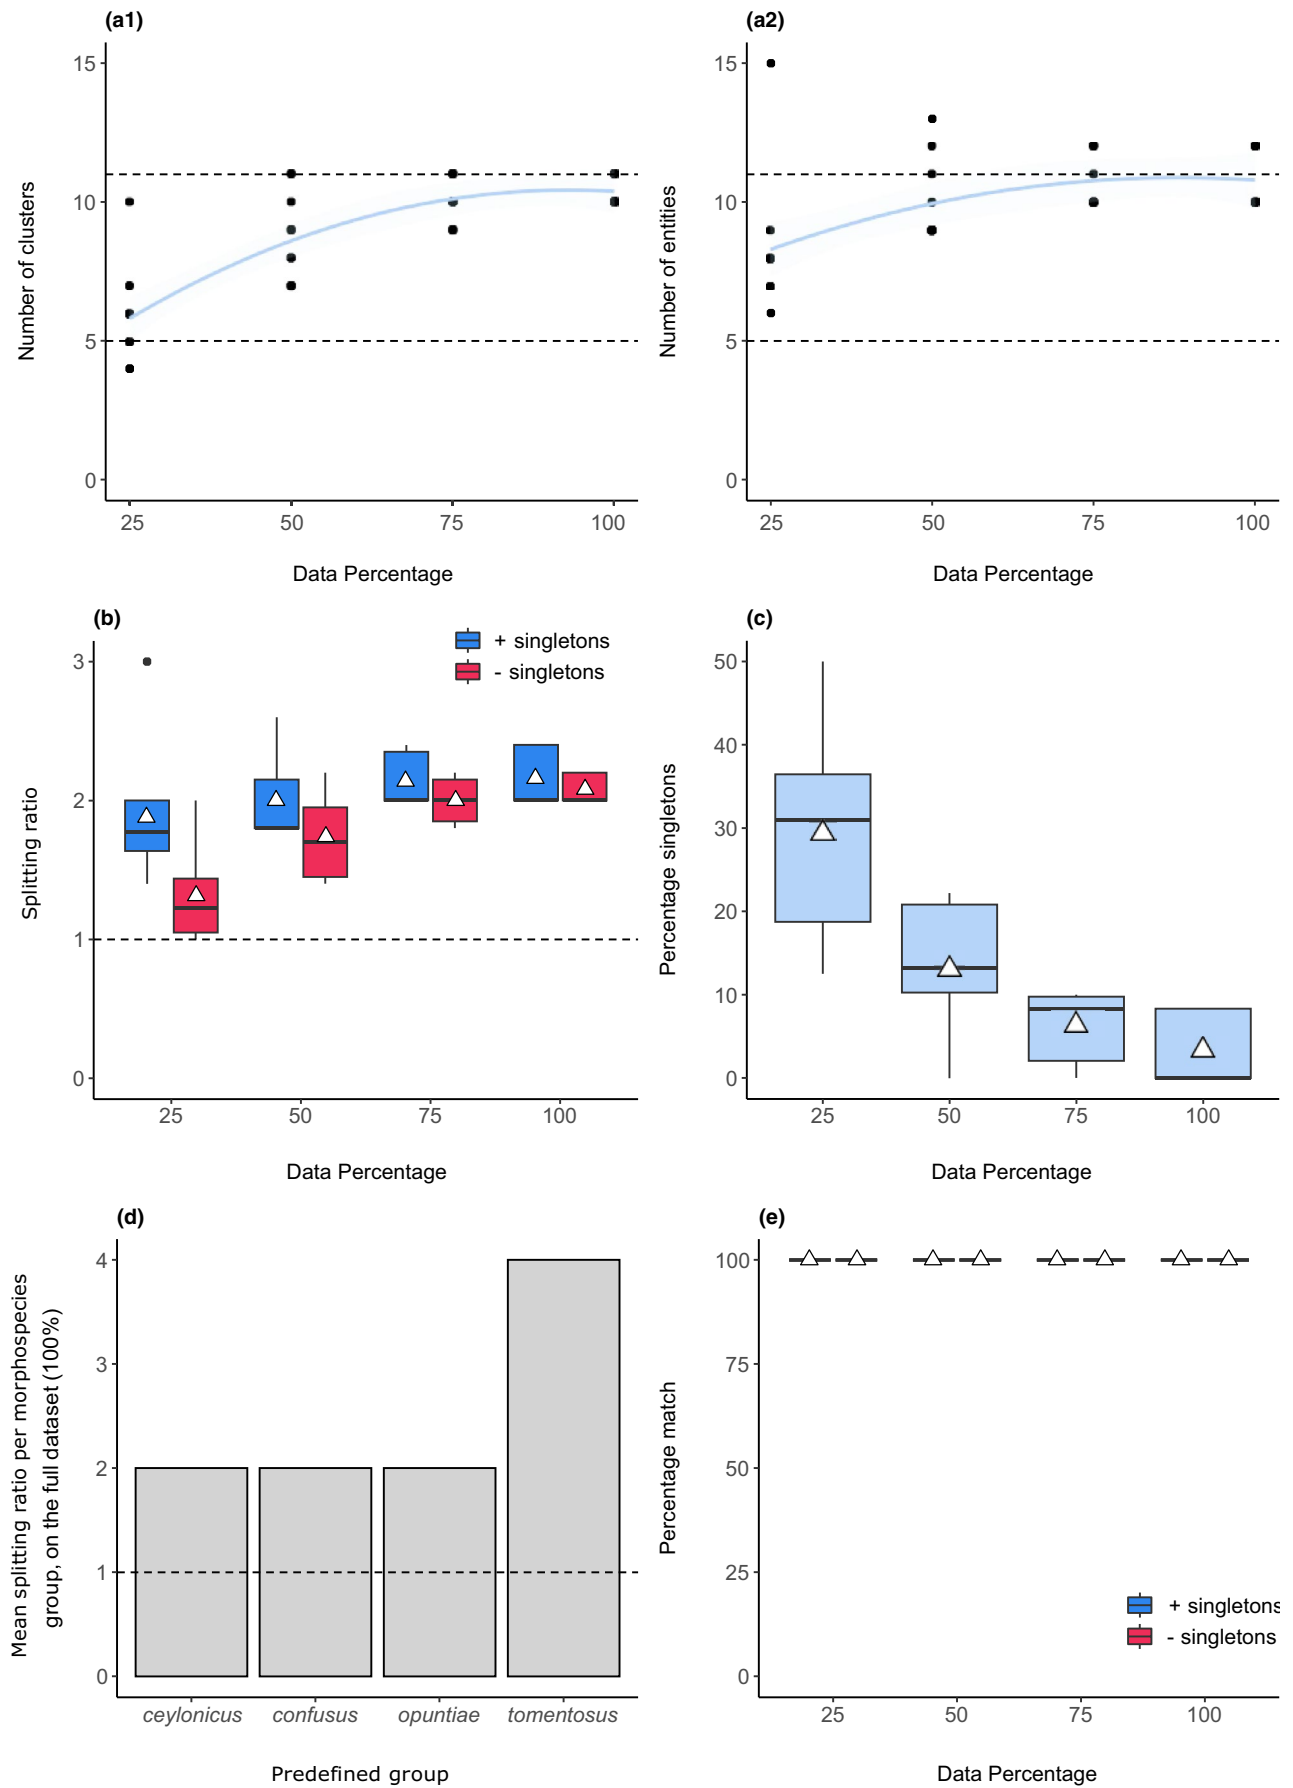 (a1)
15
10
5
0
Number of clusters
25 50 75 100
Data Percentage
(a2)
15
10
5
0
Number of entities
25 50 75 100
Data Percentage
(b)
+ singletons
- singletons
3
2
1
0
Splitting ratio
25 50 75 100
Data Percentage
(c)
50
40
30
20
10
0
Percentage singletons
25 50 75 100
Data Percentage
(d)
4
3
2
1
0
Mean splitting ratio per morphospecies
group, on the full dataset (100%)
ceylonicus confusus opuntiae tomentosus
Predefined group
(e)
100
75
50
25
0
Percentage match
+ singletons
- singletons
25 50 75 100
Data Percentage